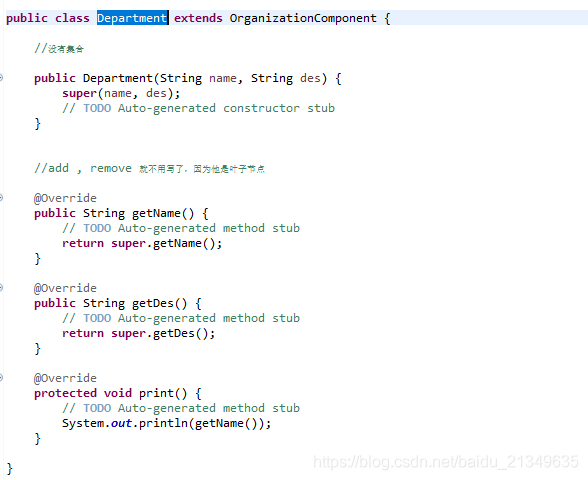 public class Department extends OrganizationComponent {
//没有集合
public Department(String name, String des) {
super(name, des);
// TODO Auto-generated constructor stub
}
//add , remove 就不用写了，因为他是叶子节点
@Override
public String getName() {
// TODO Auto-generated method stub
return super.getName();
}
@Override
public String getDes() {
// TODO Auto-generated method stub
return super.getDes();
}
@Override
protected void print() {
// TODO Auto-generated method stub
System.out.println(getName());
}
}
https://blog.csdn.net/baidu_21349635